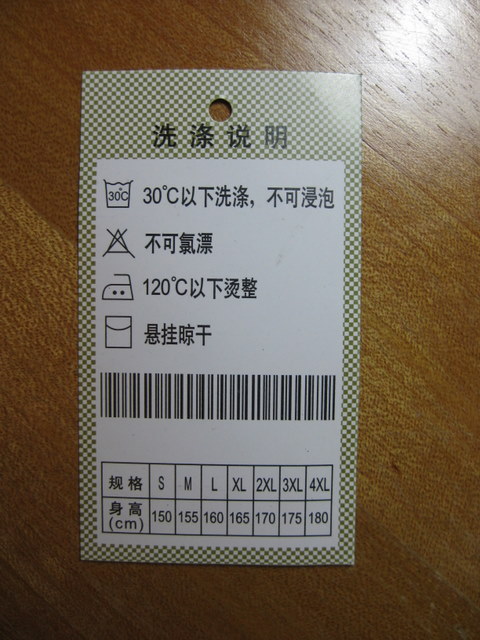 洗涤说明
30℃
30℃以下洗涤，不可浸泡
不可氯漂
120℃以下烫整
悬挂晾干
规格 S M L XL 2XL 3XL 4XL
身高(cm) 150 155 160 165 170 175 180